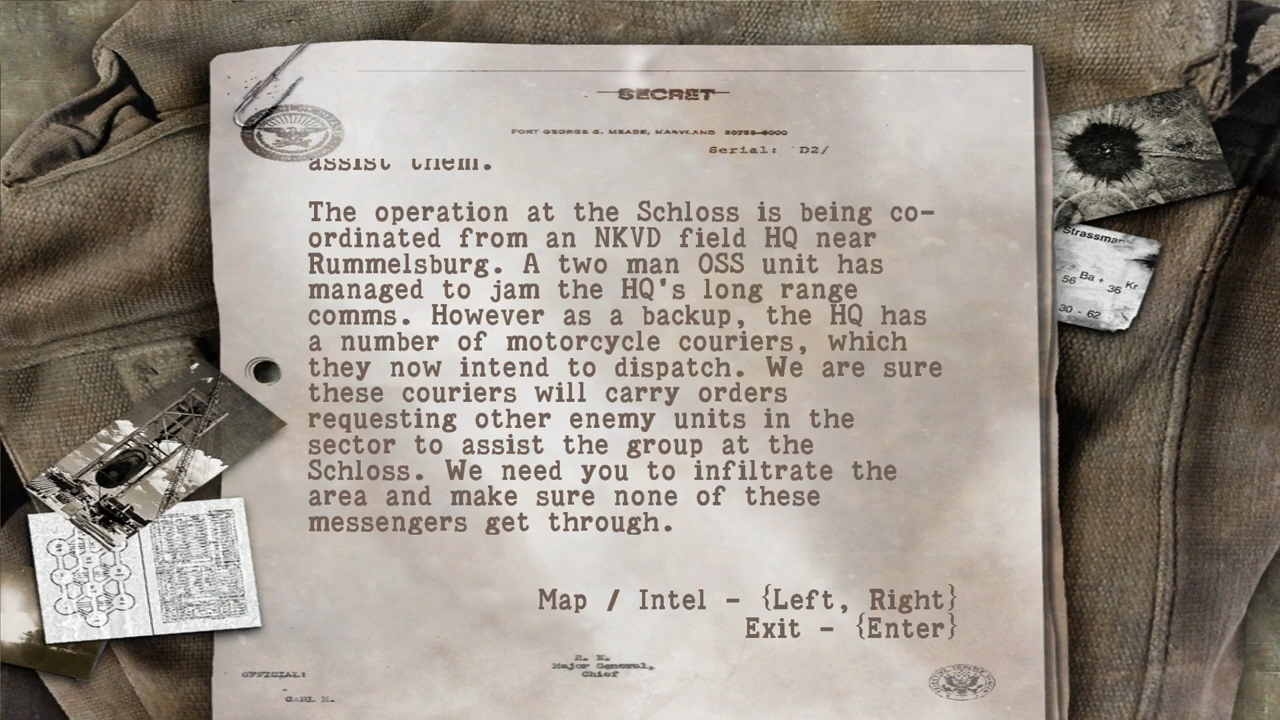 SECRET
FORT GEORGE G. MEADE, MARYLAND 20755-6000
Serial: D2/
assist them.
The operation at the Schloss is being co-
ordinated from an NKVD field HQ near
Rummelsburg. A two man OSS unit has
managed to jam the HQ's long range
comms. However as a backup, the HQ has
a number of motorcycle couriers, which
they now intend to dispatch. We are sure
these couriers will carry orders
requesting other enemy units in the
sector to assist the group at the
Schloss. We need you to infiltrate the
area and make sure none of these
messengers get through.
Map / Intel - {Left, Right}
Exit - {Enter}
Major General,
Chief
OFFICIAL:
CARL H.
Strassman
56 Ba + 36 Kr
30 - 62